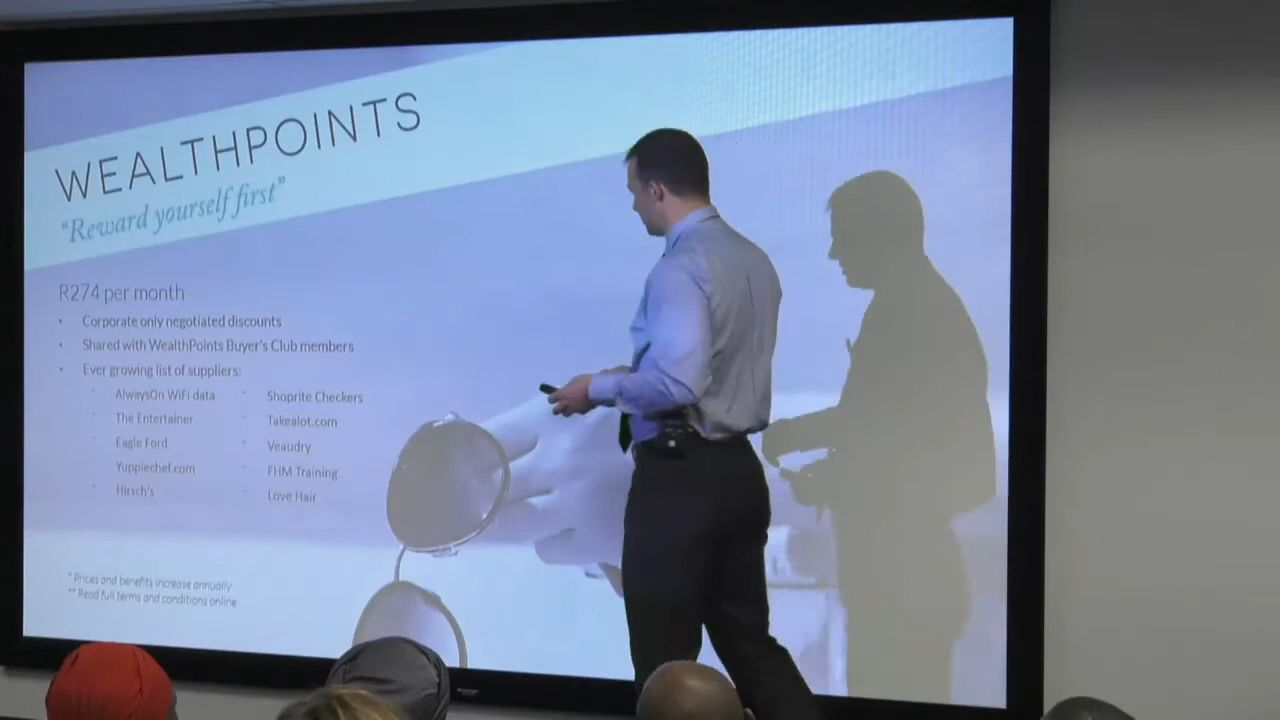 WEALTHPOINTS
“Reward yourself first”
R274 per month
• Corporate only negotiated discounts
• Shared with WealthPoints Buyer's Club members
• Ever growing list of suppliers:
- AlwaysOn WiFi data
- The Entertainer
- Eagle Ford
- Yuppiechef.com
- Hirsch's
- Shoprite Checkers
- Takealot.com
- Veaudry
- FHM Training
- Love Hair
* Prices and benefits increase annually
** Read full terms and conditions online